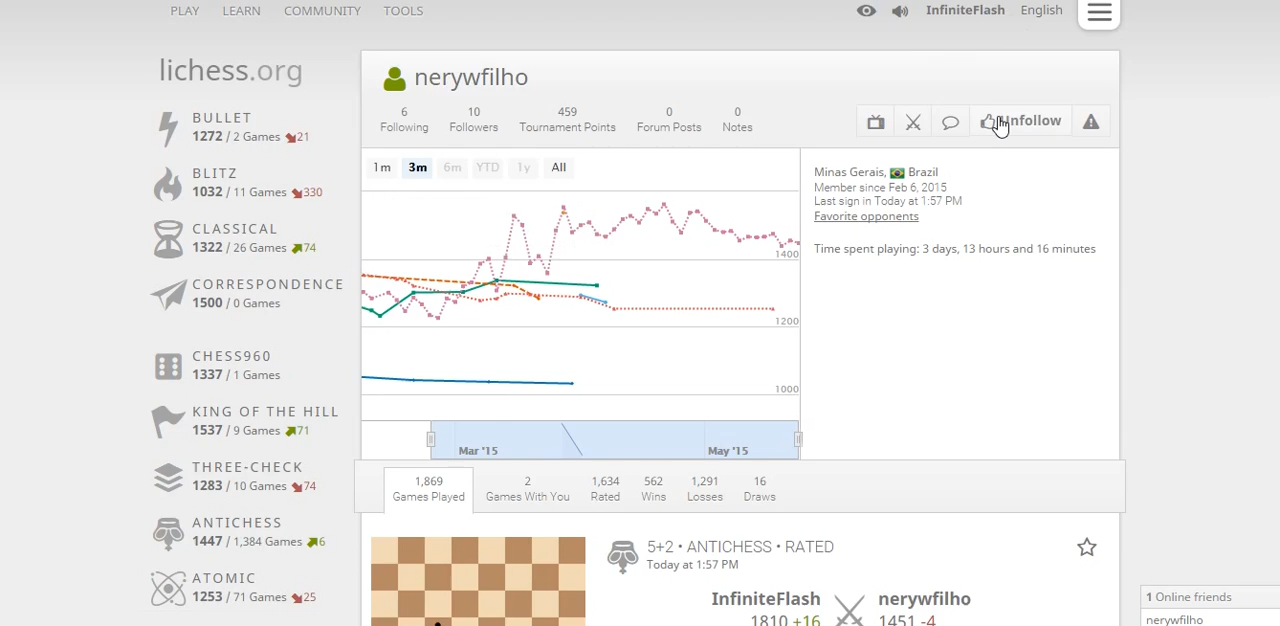 PLAY LEARN COMMUNITY TOOLS
InfiniteFlash English
lichess.org
nerywfilho
6 10 459 0 0
Following Followers Tournament Points Forum Posts Notes
Unfollow
BULLET
1272 / 2 Games 21
BLITZ
1032 / 11 Games 330
CLASSICAL
1322 / 26 Games 74
CORRESPONDENCE
1500 / 0 Games
CHESS960
1337 / 1 Games
KING OF THE HILL
1537 / 9 Games 71
THREE-CHECK
1283 / 10 Games 74
ANTICHESS
1447 / 1,384 Games 6
ATOMIC
1253 / 71 Games 25
1m 3m 6m YTD 1y All
1400
1200
1000
Mar '15 May '15
Minas Gerais, Brazil
Member since Feb 6, 2015
Last sign in Today at 1:57 PM
Favorite opponents
Time spent playing: 3 days, 13 hours and 16 minutes
1,869 2 1,634 562 1,291 16
Games Played Games With You Rated Wins Losses Draws
5+2 • ANTICHESS • RATED
Today at 1:57 PM
InfiniteFlash nerywfilho
1810 +16 1451 -4
1 Online friends
nerywfilho